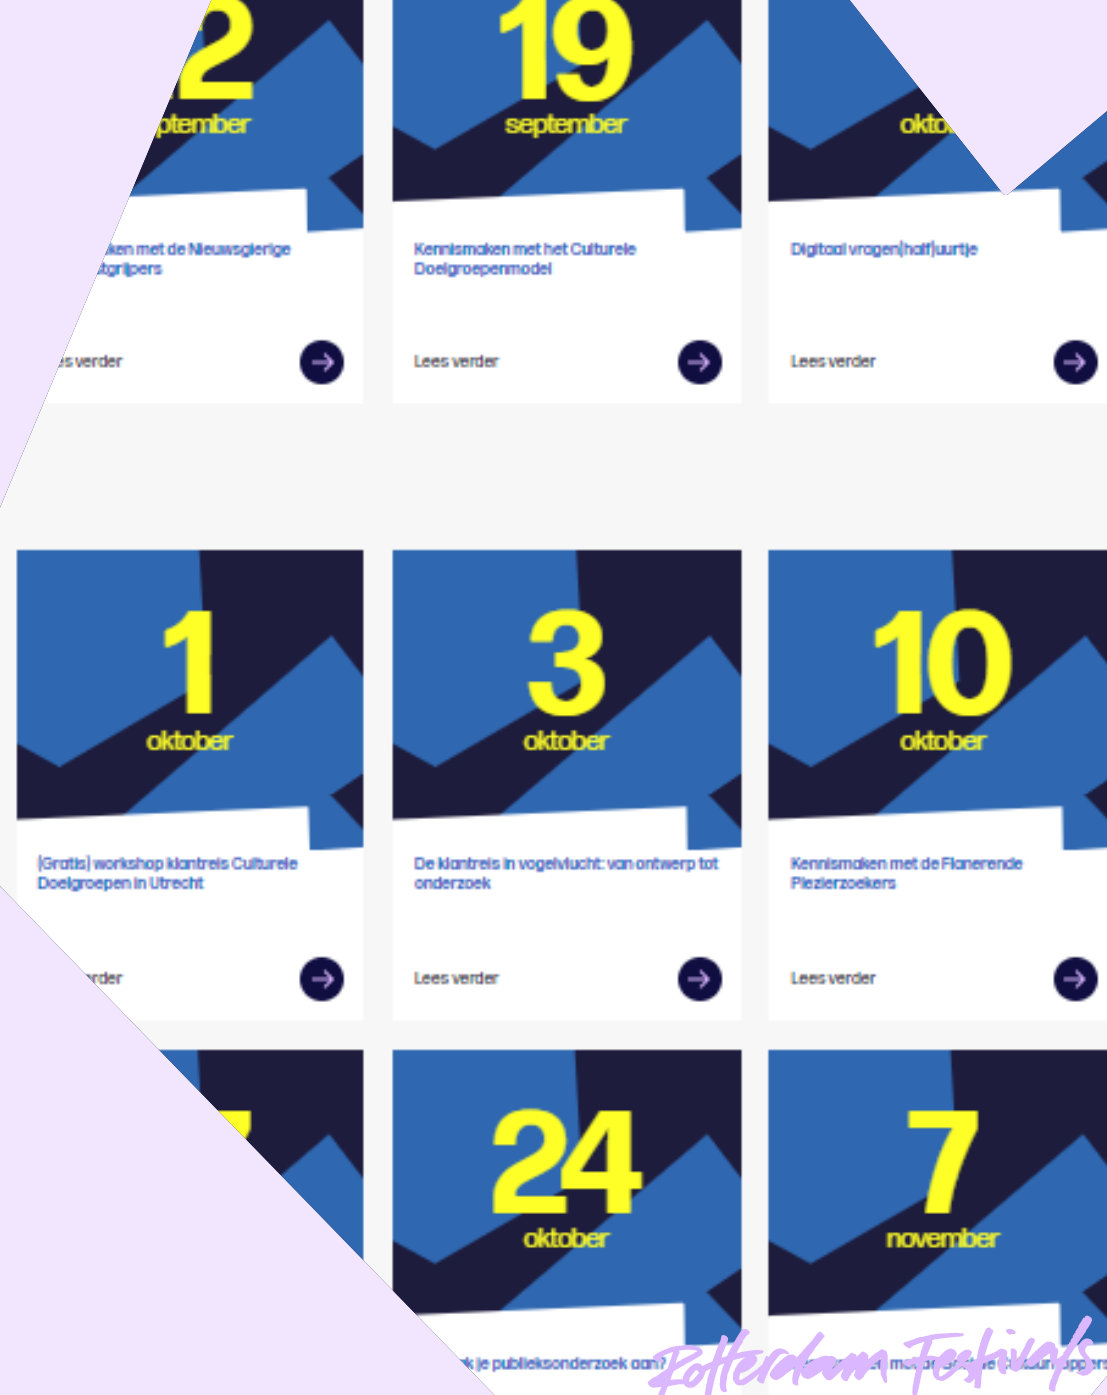 2
ptember
ken met de Nieuwsgierige
tgrijpers
es verder
19
september
Kennismaken met het Culturele
Doelgroepenmodel
Lees verder
okto
Digitaal vragen(half)uurtje
Lees verder
1
oktober
(Gratis) workshop klantreis Culturele
Doelgroepen in Utrecht
rder
3
oktober
De klantreis in vogelvlucht: van ontwerp tot
onderzoek
Lees verder
10
oktober
Kennismaken met de Flanerende
Plezierzoekers
Lees verder
24
oktober
k je publieksonderzoek aan?
7
november
Rotterdam Festivals